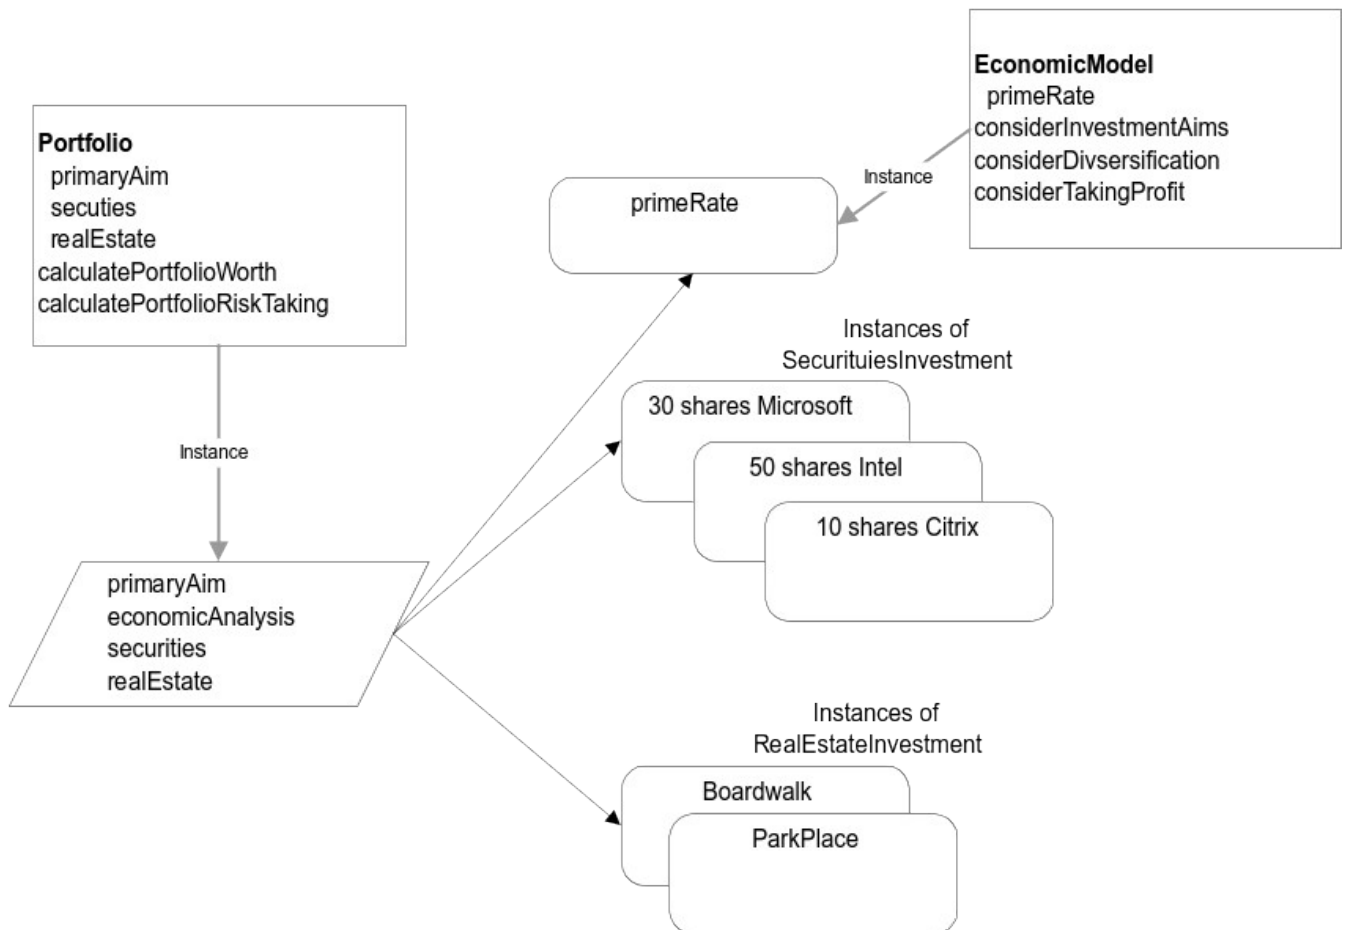 Portfolio
primaryAim
secuties
realEstate
calculatePortfolioWorth
calculatePortfolioRiskTaking
Instance
primaryAim
economicAnalysis
securities
realEstate
primeRate
Instance
EconomicModel
primeRate
considerInvestmentAims
considerDivsersification
considerTakingProfit
Instances of
SecurituiesInvestment
30 shares Microsoft
50 shares Intel
10 shares Citrix
Instances of
RealEstateInvestment
Boardwalk
ParkPlace